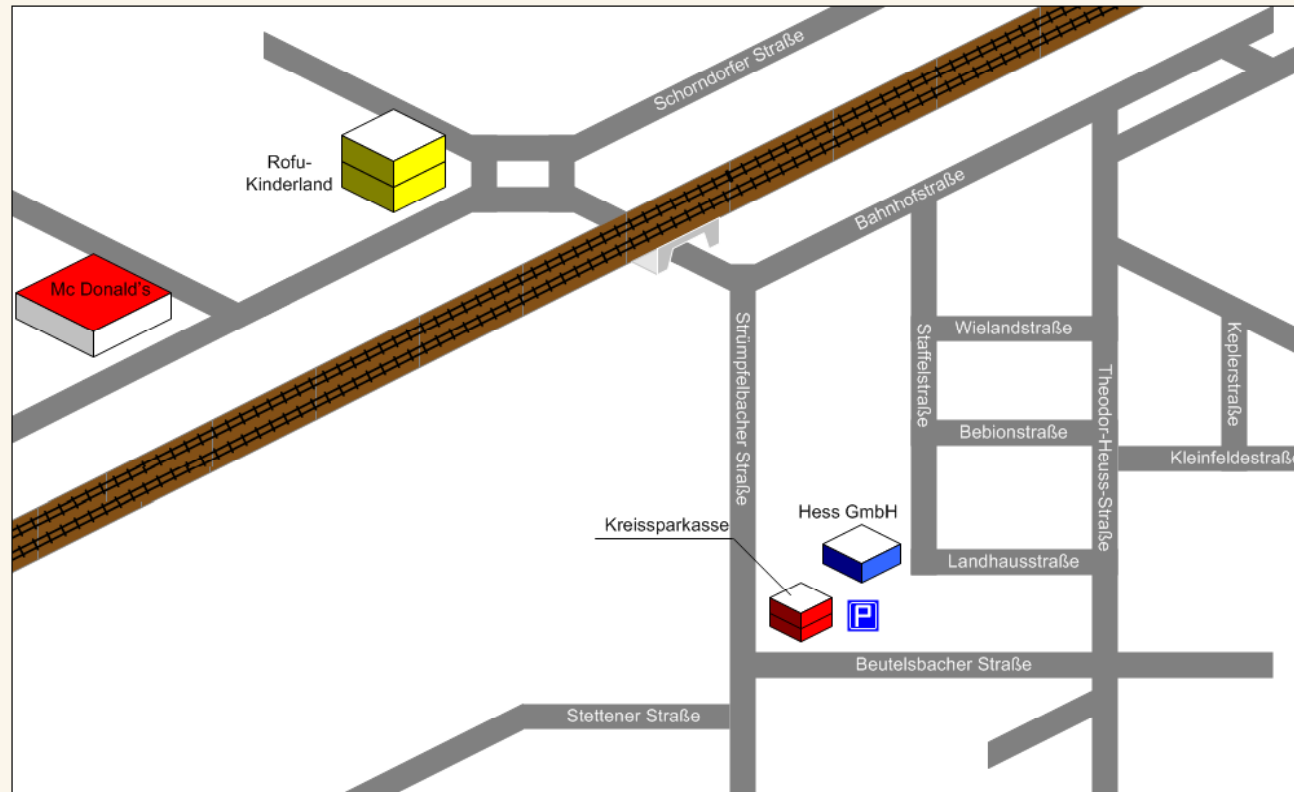 Schorndorfer Straße
Rofu-
Kinderland
Bahnhofstraße
Mc Donald's
Wielandstraße
Strümpfelbacher Straße
Staffelstraße
Theodor-Heuss-Straße
Keplerstraße
Bebionstraße
Kleinfeldestraße
Hess GmbH
Kreissparkasse
Landhausstraße
P
Beutelsbacher Straße
Stettener Straße